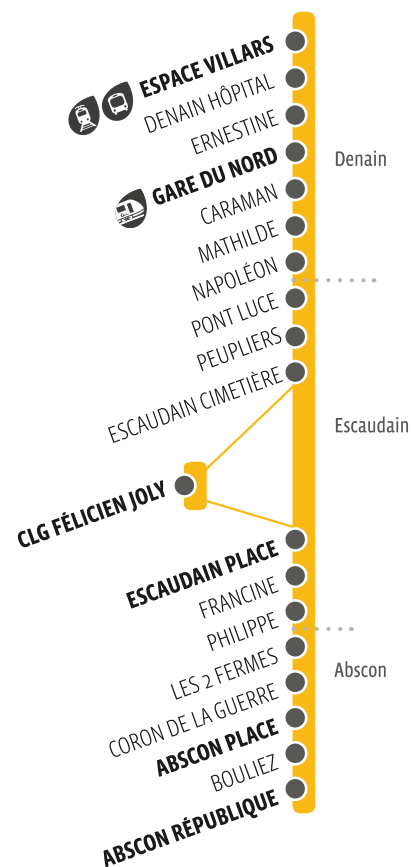 ESPACE VILLARS
DENAIN HÔPITAL
ERNESTINE
GARE DU NORD
Denain
CARAMAN
MATHILDE
NAPOLÉON
PONT LUCE
PEUPLIERS
ESCAUDAIN CIMETIÈRE
Escaudain
CLG FÉLICIEN JOLY
ESCAUDAIN PLACE
FRANCINE
PHILIPPE
LES 2 FERMES
Abscon
CORON DE LA GUERRE
ABSCON PLACE
BOULIEZ
ABSCON RÉPUBLIQUE